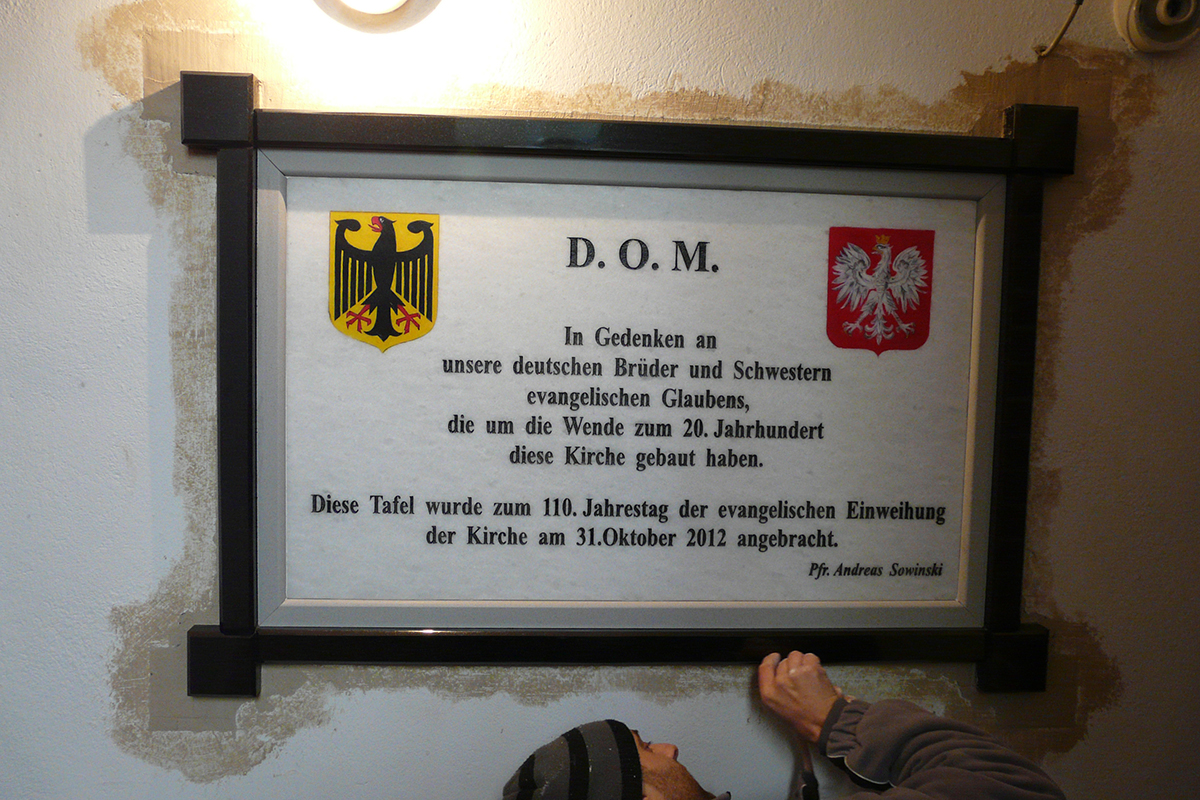 D. O. M.
In Gedenken an
unsere deutschen Brüder und Schwestern
evangelischen Glaubens,
die um die Wende zum 20. Jahrhundert
diese Kirche gebaut haben.
Diese Tafel wurde zum 110. Jahrestag der evangelischen Einweihung
der Kirche am 31.Oktober 2012 angebracht.
Pfr. Andreas Sowinski